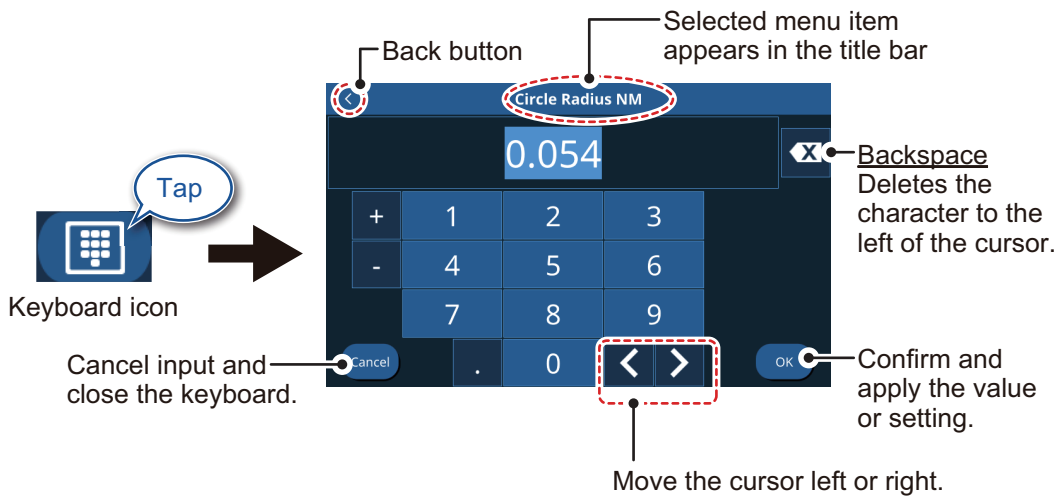 Selected menu item
appears in the title bar
Back button
Circle Radius NM
0.054
Backspace
Deletes the
character to the
left of the cursor.
Tap
+ 1 2 3
- 4 5 6
7 8 9
Keyboard icon
Cancel . 0 OK
Cancel input and
close the keyboard.
Confirm and
apply the value
or setting.
Move the cursor left or right.